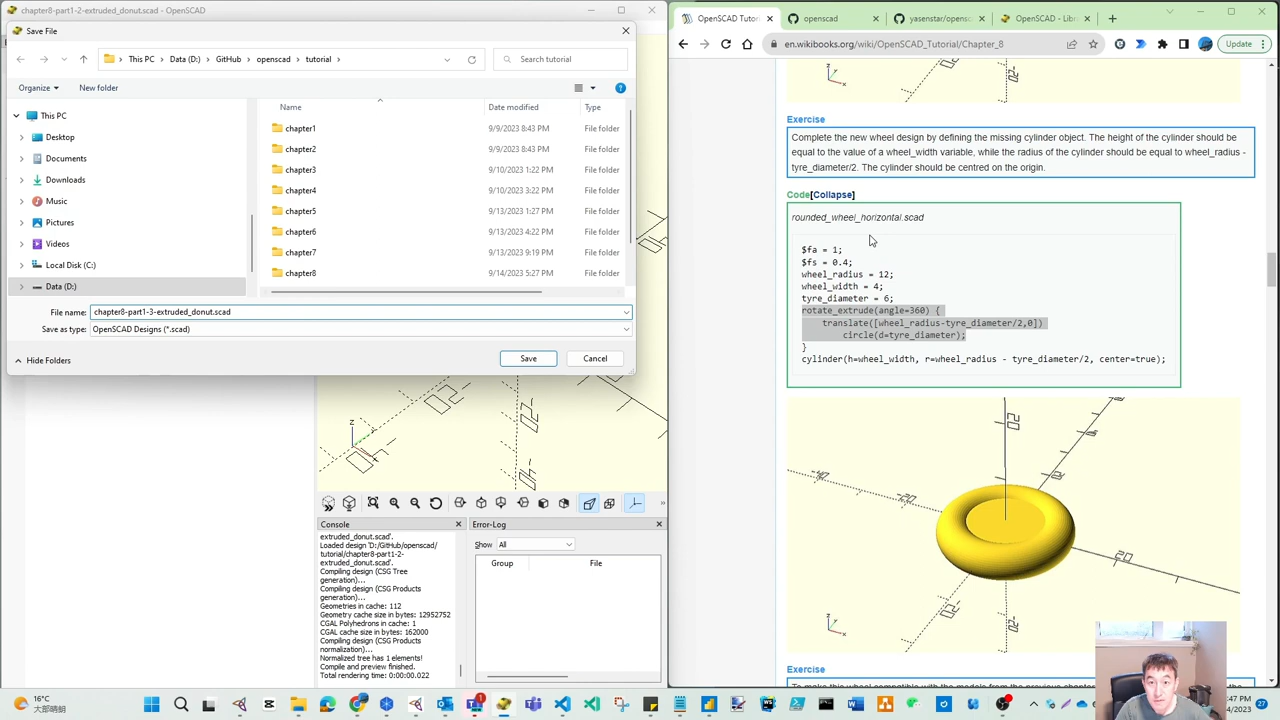 chapter8-part1-2-extruded_donut.scad - OpenSCAD
Save File
This PC
Data (D:)
GitHub
openscad
tutorial
Search tutorial
Organize
New folder
This PC
Desktop
Documents
Downloads
Music
Pictures
Videos
Local Disk (C:)
Data (D:)
Name
Date modified
Type
chapter1
9/9/2023 8:43 PM
File folder
chapter2
9/9/2023 8:43 PM
File folder
chapter3
9/10/2023 1:22 PM
File folder
chapter4
9/10/2023 3:22 PM
File folder
chapter5
9/13/2023 1:27 PM
File folder
chapter6
9/13/2023 4:22 PM
File folder
chapter7
9/13/2023 9:19 PM
File folder
chapter8
9/14/2023 5:27 PM
File folder
File name:
chapter8-part1-3-extruded_donut.scad
Save as type:
OpenSCAD Designs (*.scad)
Hide Folders
Save
Cancel
Console
extruded_donut.scad'.
Loaded design 'D:/GitHub/openscad/
tutorial/chapter8-part1-2-
extruded_donut.scad'.
Compiling design (CSG Tree
generation)...
Compiling design (CSG Products
generation)...
Geometries in cache: 112
Geometry cache size in bytes: 12952752
CGAL Polyhedrons in cache: 1
CGAL cache size in bytes: 162000
Compiling design (CSG Products
normalization)...
Normalized tree has 1 elements!
Compile and preview finished.
Total rendering time: 0:00:00.022
Error-Log
Show
All
Group
File
OpenSCAD Tutor
openscad
yasenstar/opensc
OpenSCAD - Libr
en.wikibooks.org/wiki/OpenSCAD_Tutorial/Chapter_8
Update
Exercise
Complete the new wheel design by defining the missing cylinder object. The height of the cylinder should be
equal to the value of a wheel_width variable, while the radius of the cylinder should be equal to wheel_radius -
tyre_diameter/2. The cylinder should be centred on the origin.
Code[Collapse]
rounded_wheel_horizontal.scad
$fa = 1;
$fs = 0.4;
wheel_radius = 12;
wheel_width = 4;
tyre_diameter = 6;
rotate_extrude(angle=360) {
translate([wheel_radius-tyre_diameter/2,0])
circle(d=tyre_diameter);
}
cylinder(h=wheel_width, r=wheel_radius - tyre_diameter/2, center=true);
20
20
Exercise
16°C